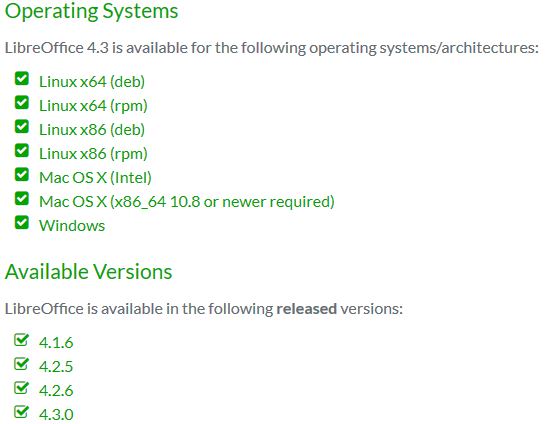 Operating Systems
LibreOffice 4.3 is available for the following operating systems/architectures:
Linux x64 (deb)
Linux x64 (rpm)
Linux x86 (deb)
Linux x86 (rpm)
Mac OS X (Intel)
Mac OS X (x86_64 10.8 or newer required)
Windows
Available Versions
LibreOffice is available in the following released versions:
4.1.6
4.2.5
4.2.6
4.3.0